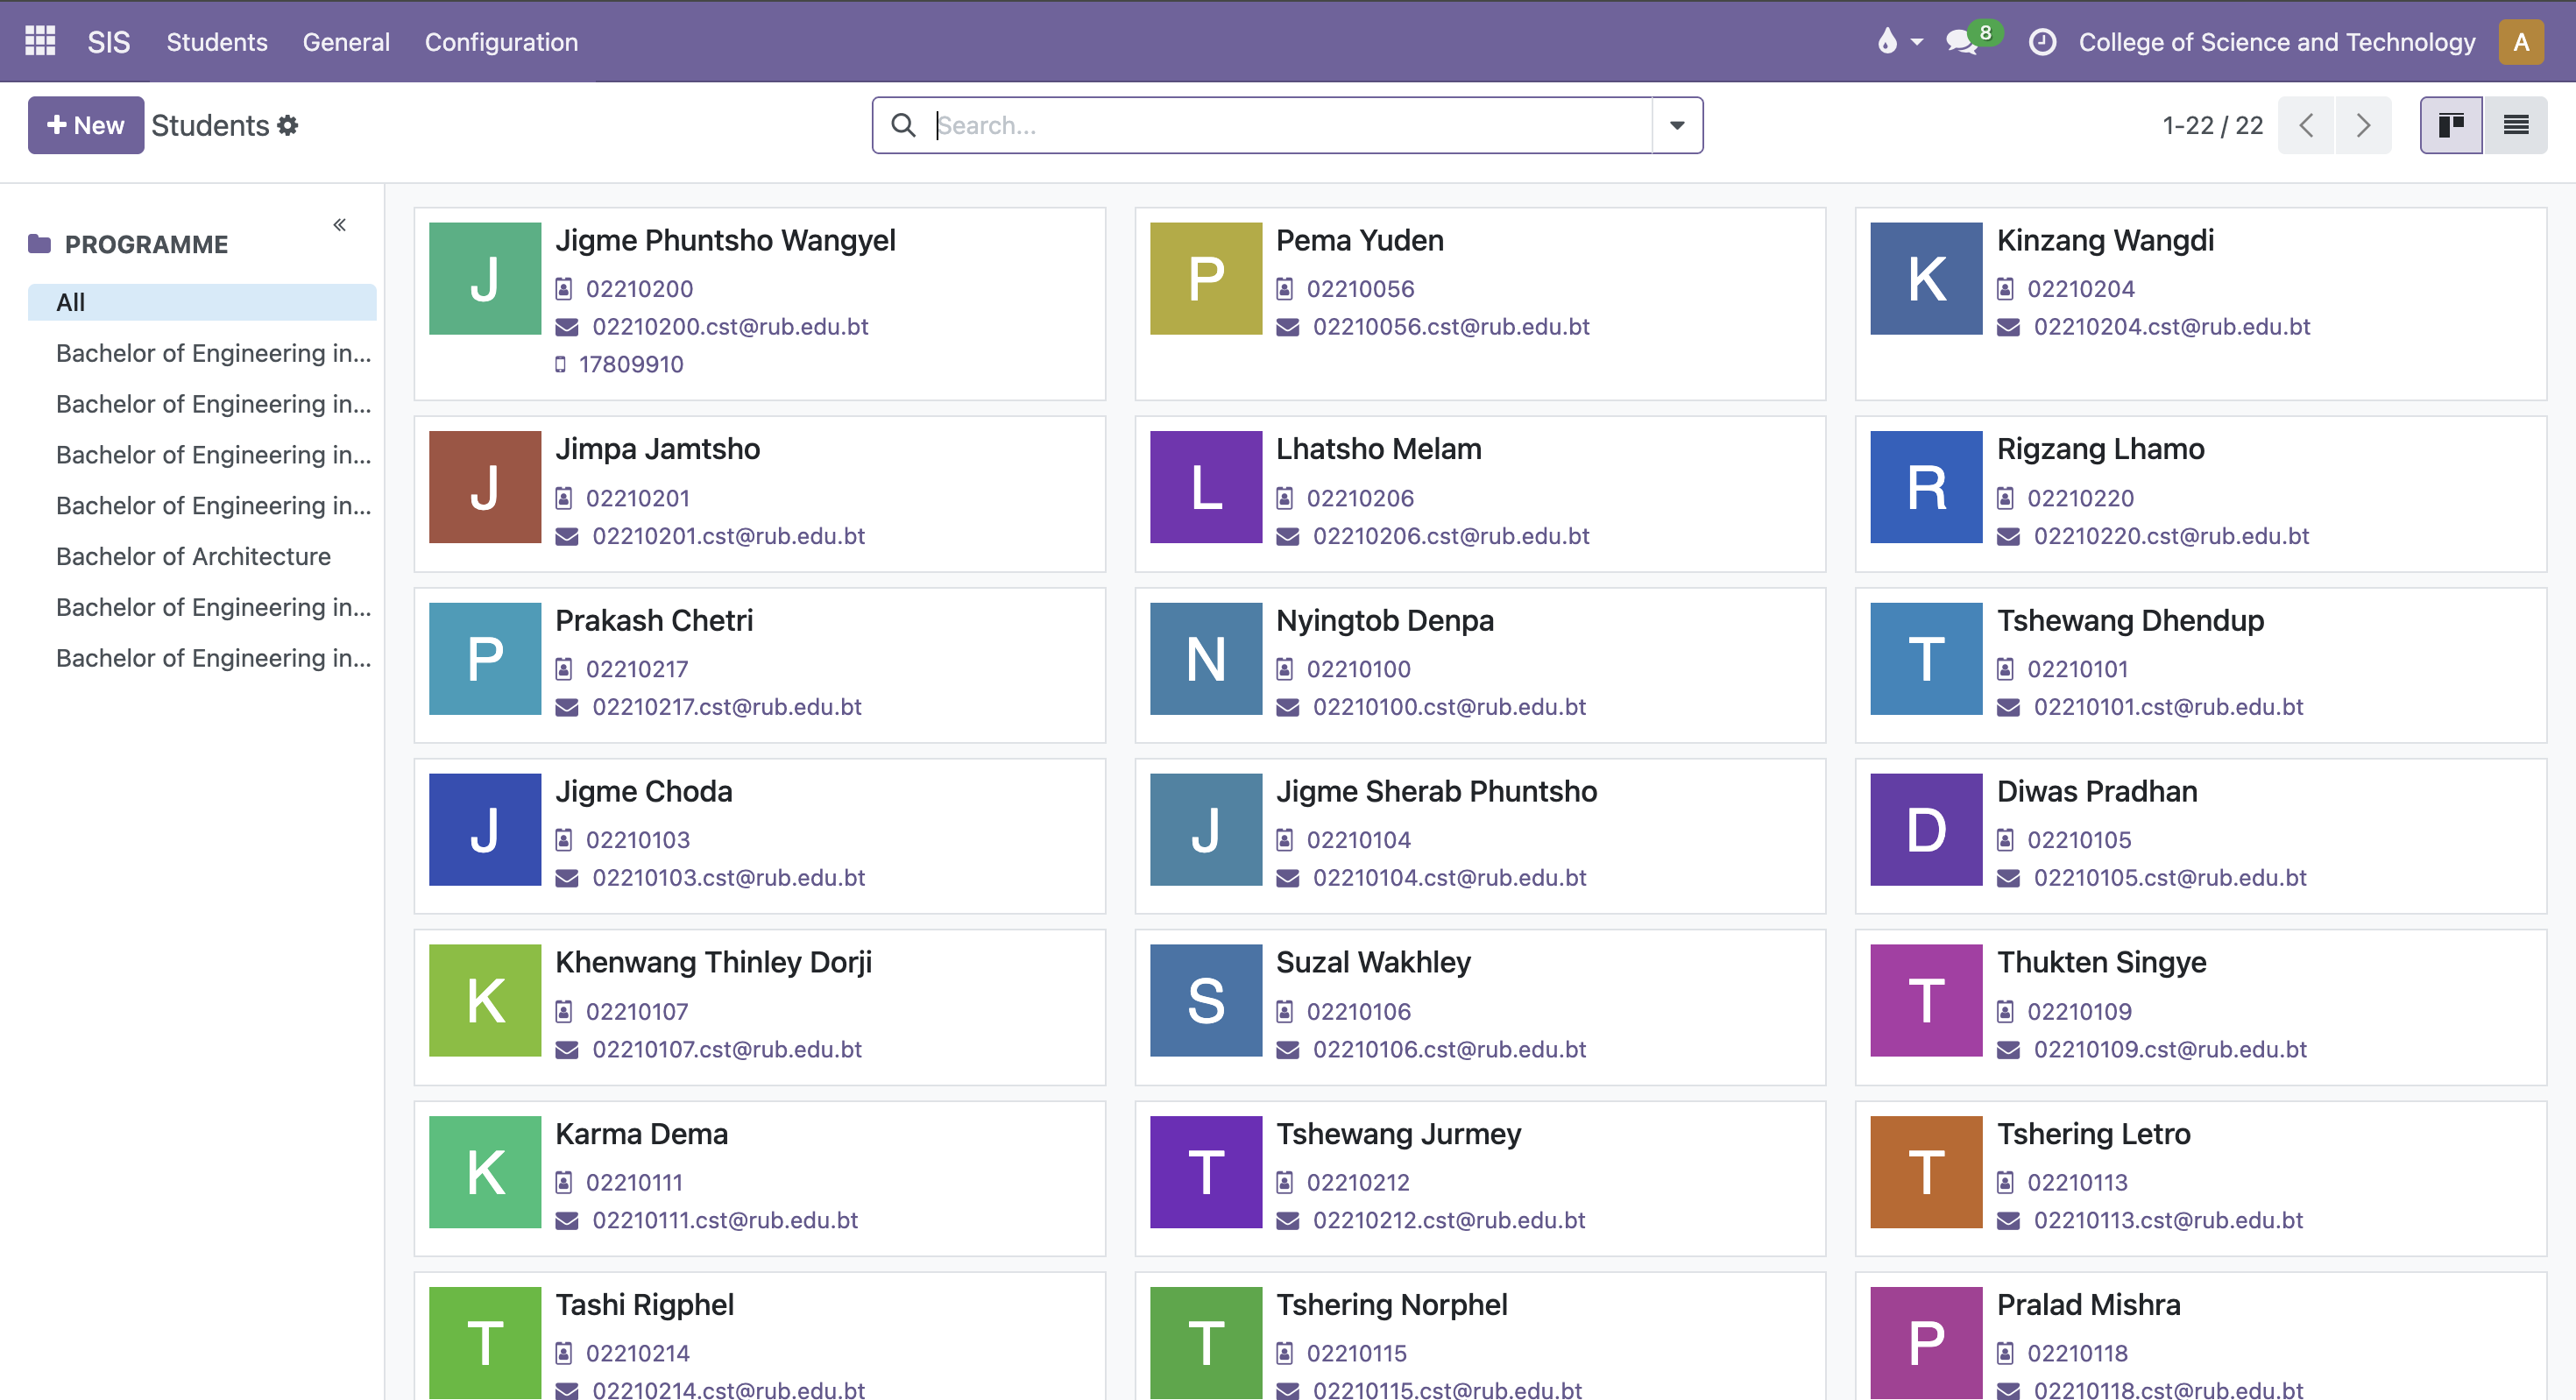 SIS Students General Configuration 8 College of Science and Technology A
New Students Search... 1-22 / 22
PROGRAMME
All
Bachelor of Engineering in...
Bachelor of Engineering in...
Bachelor of Engineering in...
Bachelor of Engineering in...
Bachelor of Architecture
Bachelor of Engineering in...
Bachelor of Engineering in...
J
Jigme Phuntsho Wangyel
02210200
02210200.cst@rub.edu.bt
17809910
P
Pema Yuden
02210056
02210056.cst@rub.edu.bt
K
Kinzang Wangdi
02210204
02210204.cst@rub.edu.bt
J
Jimpa Jamtsho
02210201
02210201.cst@rub.edu.bt
L
Lhatsho Melam
02210206
02210206.cst@rub.edu.bt
R
Rigzang Lhamo
02210220
02210220.cst@rub.edu.bt
P
Prakash Chetri
02210217
02210217.cst@rub.edu.bt
N
Nyingtob Denpa
02210100
02210100.cst@rub.edu.bt
T
Tshewang Dhendup
02210101
02210101.cst@rub.edu.bt
J
Jigme Choda
02210103
02210103.cst@rub.edu.bt
J
Jigme Sherab Phuntsho
02210104
02210104.cst@rub.edu.bt
D
Diwas Pradhan
02210105
02210105.cst@rub.edu.bt
K
Khenwang Thinley Dorji
02210107
02210107.cst@rub.edu.bt
S
Suzal Wakhley
02210106
02210106.cst@rub.edu.bt
T
Thukten Singye
02210109
02210109.cst@rub.edu.bt
K
Karma Dema
02210111
02210111.cst@rub.edu.bt
T
Tshewang Jurmey
02210212
02210212.cst@rub.edu.bt
T
Tshering Letro
02210113
02210113.cst@rub.edu.bt
T
Tashi Rigphel
02210214
02210214.cst@rub.edu.bt
T
Tshering Norphel
02210115
02210115.cst@rub.edu.bt
P
Pralad Mishra
02210118
02210118.cst@rub.edu.bt